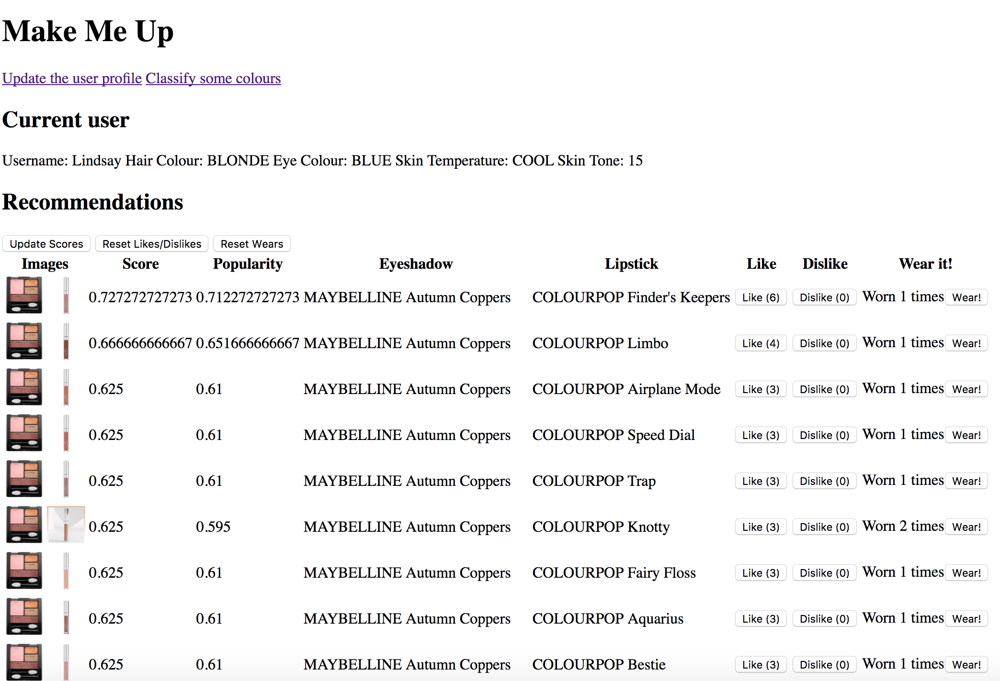 Make Me Up
Update the user profile Classify some colours
Current user
Username: Lindsay Hair Colour: BLONDE Eye Colour: BLUE Skin Temperature: COOL Skin Tone: 15
Recommendations
Update Scores Reset Likes/Dislikes Reset Wears
Images Score Popularity Eyeshadow Lipstick Like Dislike Wear it!
0.727272727273 0.712272727273 MAYBELLINE Autumn Coppers COLOURPOP Finder's Keepers Like (6) Dislike (0) Worn 1 times Wear!
0.666666666667 0.651666666667 MAYBELLINE Autumn Coppers COLOURPOP Limbo Like (4) Dislike (0) Worn 1 times Wear!
0.625 0.61 MAYBELLINE Autumn Coppers COLOURPOP Airplane Mode Like (3) Dislike (0) Worn 1 times Wear!
0.625 0.61 MAYBELLINE Autumn Coppers COLOURPOP Speed Dial Like (3) Dislike (0) Worn 1 times Wear!
0.625 0.61 MAYBELLINE Autumn Coppers COLOURPOP Trap Like (3) Dislike (0) Worn 1 times Wear!
0.625 0.595 MAYBELLINE Autumn Coppers COLOURPOP Knotty Like (3) Dislike (0) Worn 2 times Wear!
0.625 0.61 MAYBELLINE Autumn Coppers COLOURPOP Fairy Floss Like (3) Dislike (0) Worn 1 times Wear!
0.625 0.61 MAYBELLINE Autumn Coppers COLOURPOP Aquarius Like (3) Dislike (0) Worn 1 times Wear!
0.625 0.61 MAYBELLINE Autumn Coppers COLOURPOP Bestie Like (3) Dislike (0) Worn 1 times Wear!